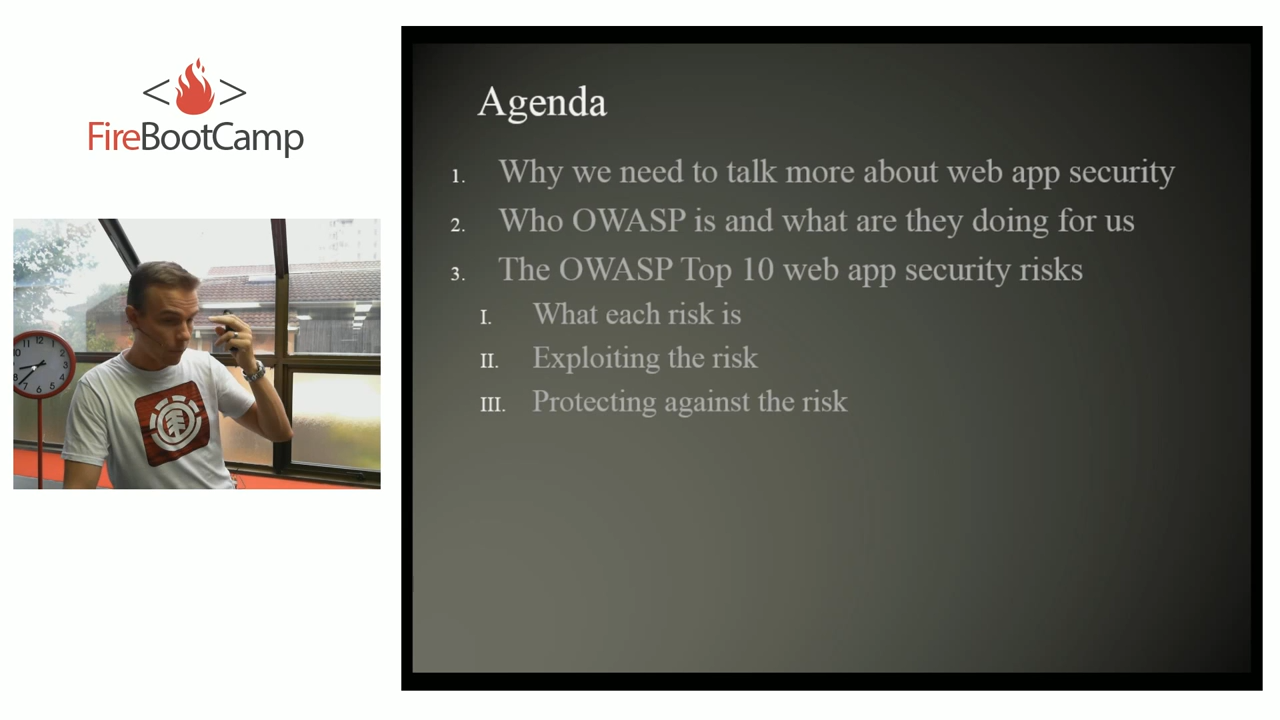 FireBootCamp
Agenda
1. Why we need to talk more about web app security
2. Who OWASP is and what are they doing for us
3. The OWASP Top 10 web app security risks
I. What each risk is
II. Exploiting the risk
III. Protecting against the risk